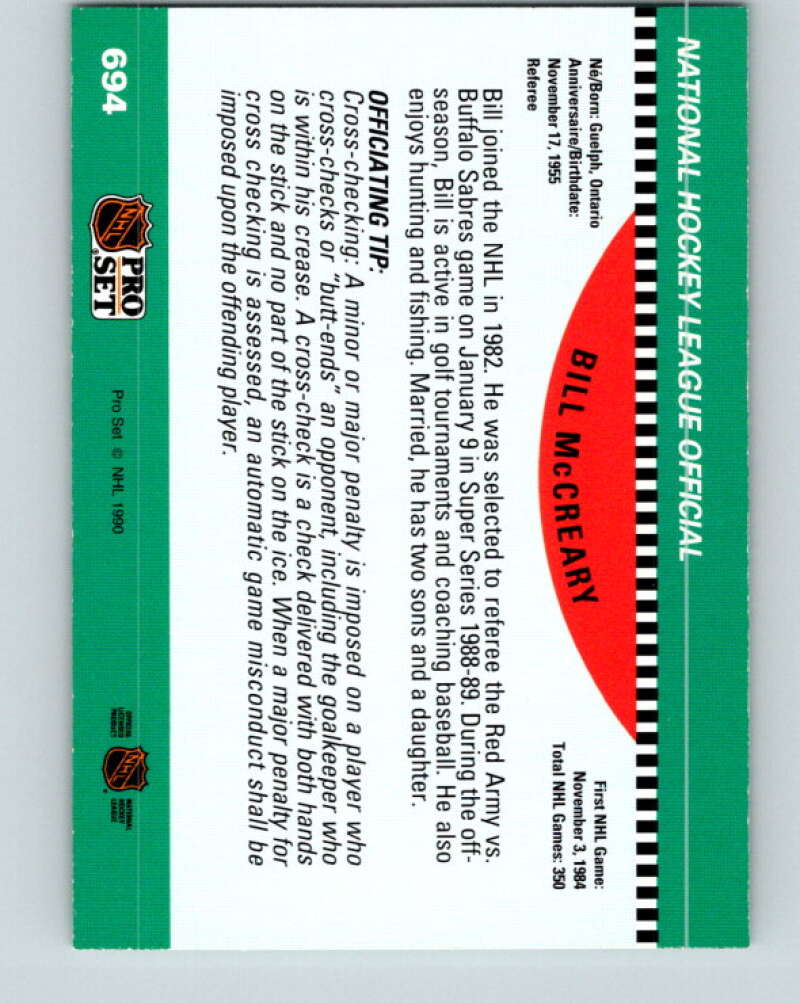 NATIONAL HOCKEY LEAGUE OFFICIAL
Né/Born: Guelph, Ontario
Anniversaire/Birthdate:
November 17, 1955
Referee
BILL McCREARY
First NHL Game:
November 3, 1984
Total NHL Games: 350
Bill joined the NHL in 1982. He was selected to referee the Red Army vs.
Buffalo Sabres game on January 9 in Super Series 1988-89. During the off-
season, Bill is active in golf tournaments and coaching baseball. He also
enjoys hunting and fishing. Married, he has two sons and a daughter.
OFFICIATING TIP:
Cross-checking: A minor or major penalty is imposed on a player who
cross-checks or "butt-ends" an opponent, including the goalkeeper who
is within his crease. A cross-check is a check delivered with both hands
on the stick and no part of the stick on the ice. When a major penalty for
cross checking is assessed, an automatic game misconduct shall be
imposed upon the offending player.
694
NHL
®
PRO
SET
Pro Set © NHL 1990
OFFICIAL
LICENSED
PRODUCT
NHL
®
NATIONAL
HOCKEY
LEAGUE